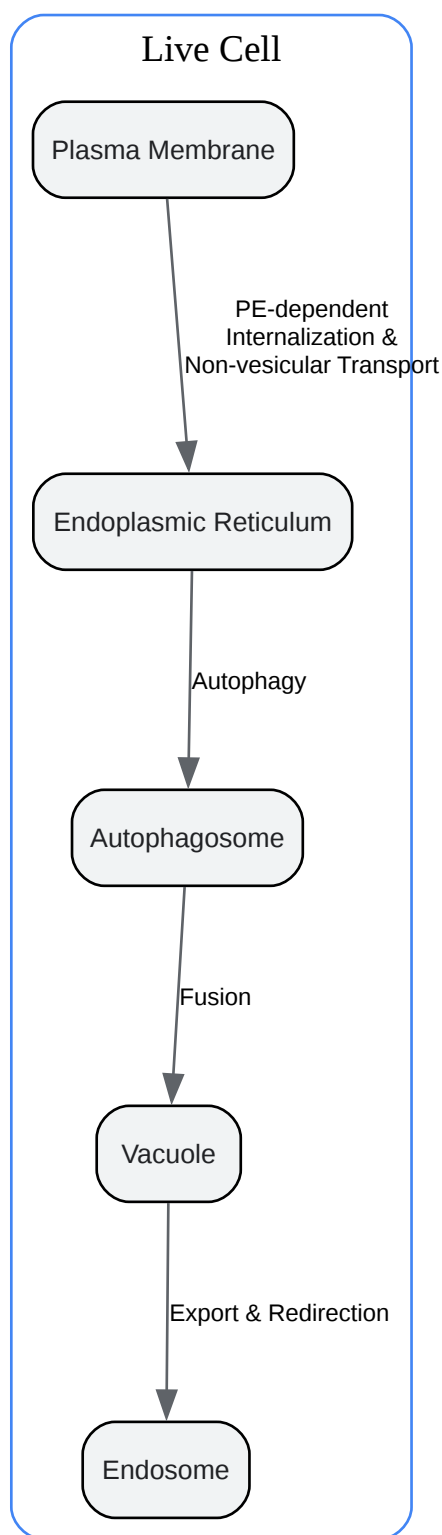 Live Cell
Plasma Membrane
PE-dependent
Internalization &
Non-vesicular Transport
Endoplasmic Reticulum
Autophagy
Autophagosome
Fusion
Vacuole
Export & Redirection
Endosome